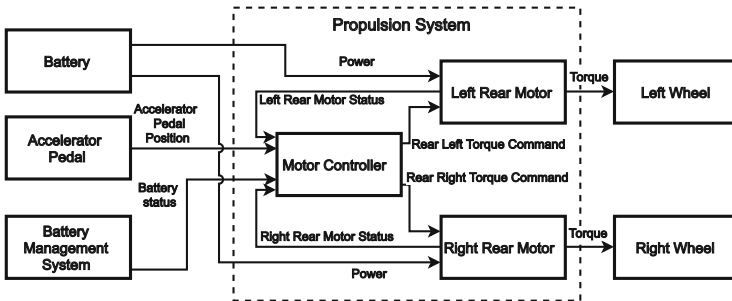 Propulsion System
Battery
Power
Left Rear Motor
Torque
Left Wheel
Left Rear Motor Status
Accelerator
Pedal
Position
Accelerator
Pedal
Motor Controller
Rear Left Torque Command
Rear Right Torque Command
Battery
status
Battery
Management
System
Right Rear Motor Status
Right Rear Motor
Torque
Right Wheel
Power